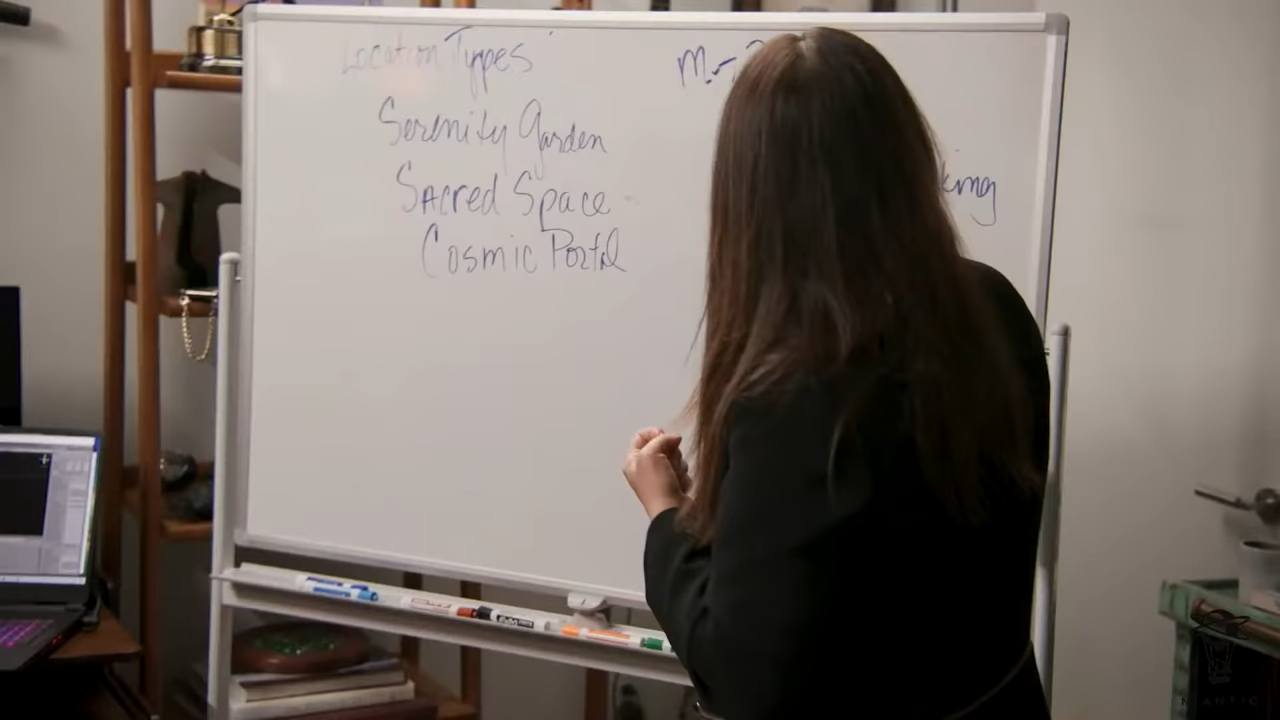 Location Types
Serenity Garden
Sacred Space
Cosmic Portal